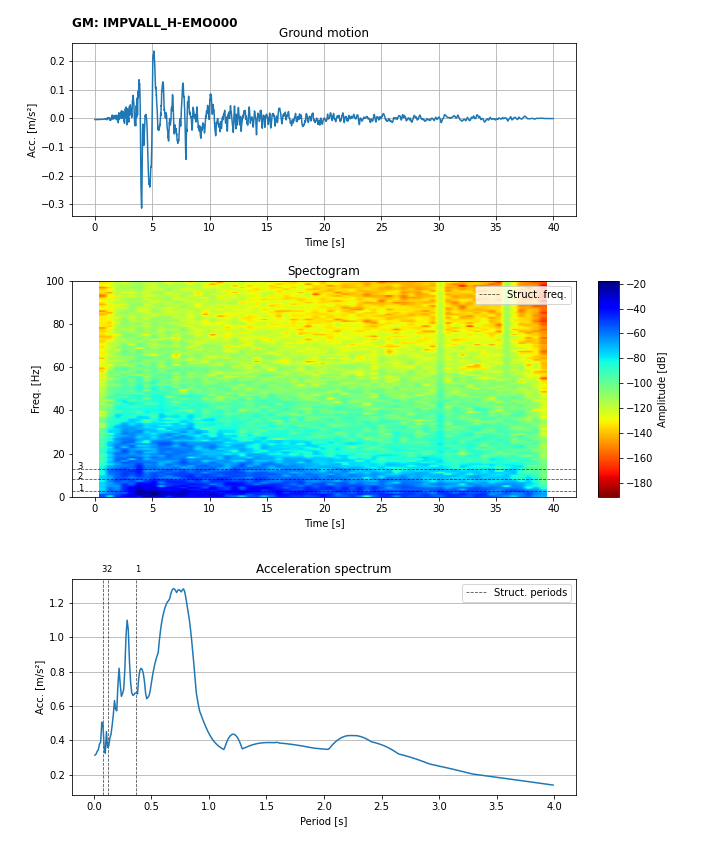 GM: IMPVALL_H-EMO000
Ground motion
0.2
0.1
0.0
−0.1
−0.2
−0.3
Acc. [m/s²]
0 5 10 15 20 25 30 35 40
Time [s]
Spectogram
100
80
60
40
20
0
Freq. [Hz]
Struct. freq.
3
2
1
0 5 10 15 20 25 30 35 40
Time [s]
−20
−40
−60
−80
−100
−120
−140
−160
−180
Amplitude [dB]
Acceleration spectrum
3 2 1
1.2
1.0
0.8
0.6
0.4
0.2
Acc. [m/s²]
Struct. periods
0.0 0.5 1.0 1.5 2.0 2.5 3.0 3.5 4.0
Period [s]